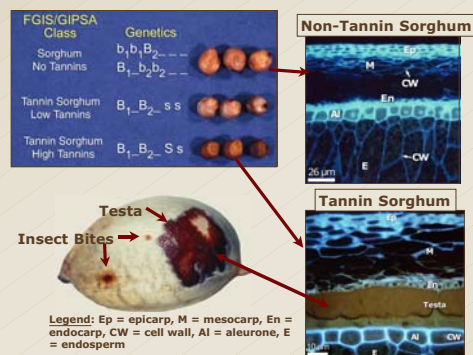 FGIS/GIPSA
Class
Genetics
Sorghum
No Tannins
b₁b₁B₂_ _ _
B₁_b₂b₂_ _
Tannin Sorghum
Low Tannins
B₁_B₂_ s s
Tannin Sorghum
High Tannins
B₁_B₂_ S s
Non-Tannin Sorghum
Ep
M
CW
En
Al
E
CW
26 µm
Testa
Insect Bites
Tannin Sorghum
Ep
M
En
Testa
Al
CW
10 µm
E
Legend: Ep = epicarp, M = mesocarp, En =
endocarp, CW = cell wall, Al = aleurone, E
= endosperm